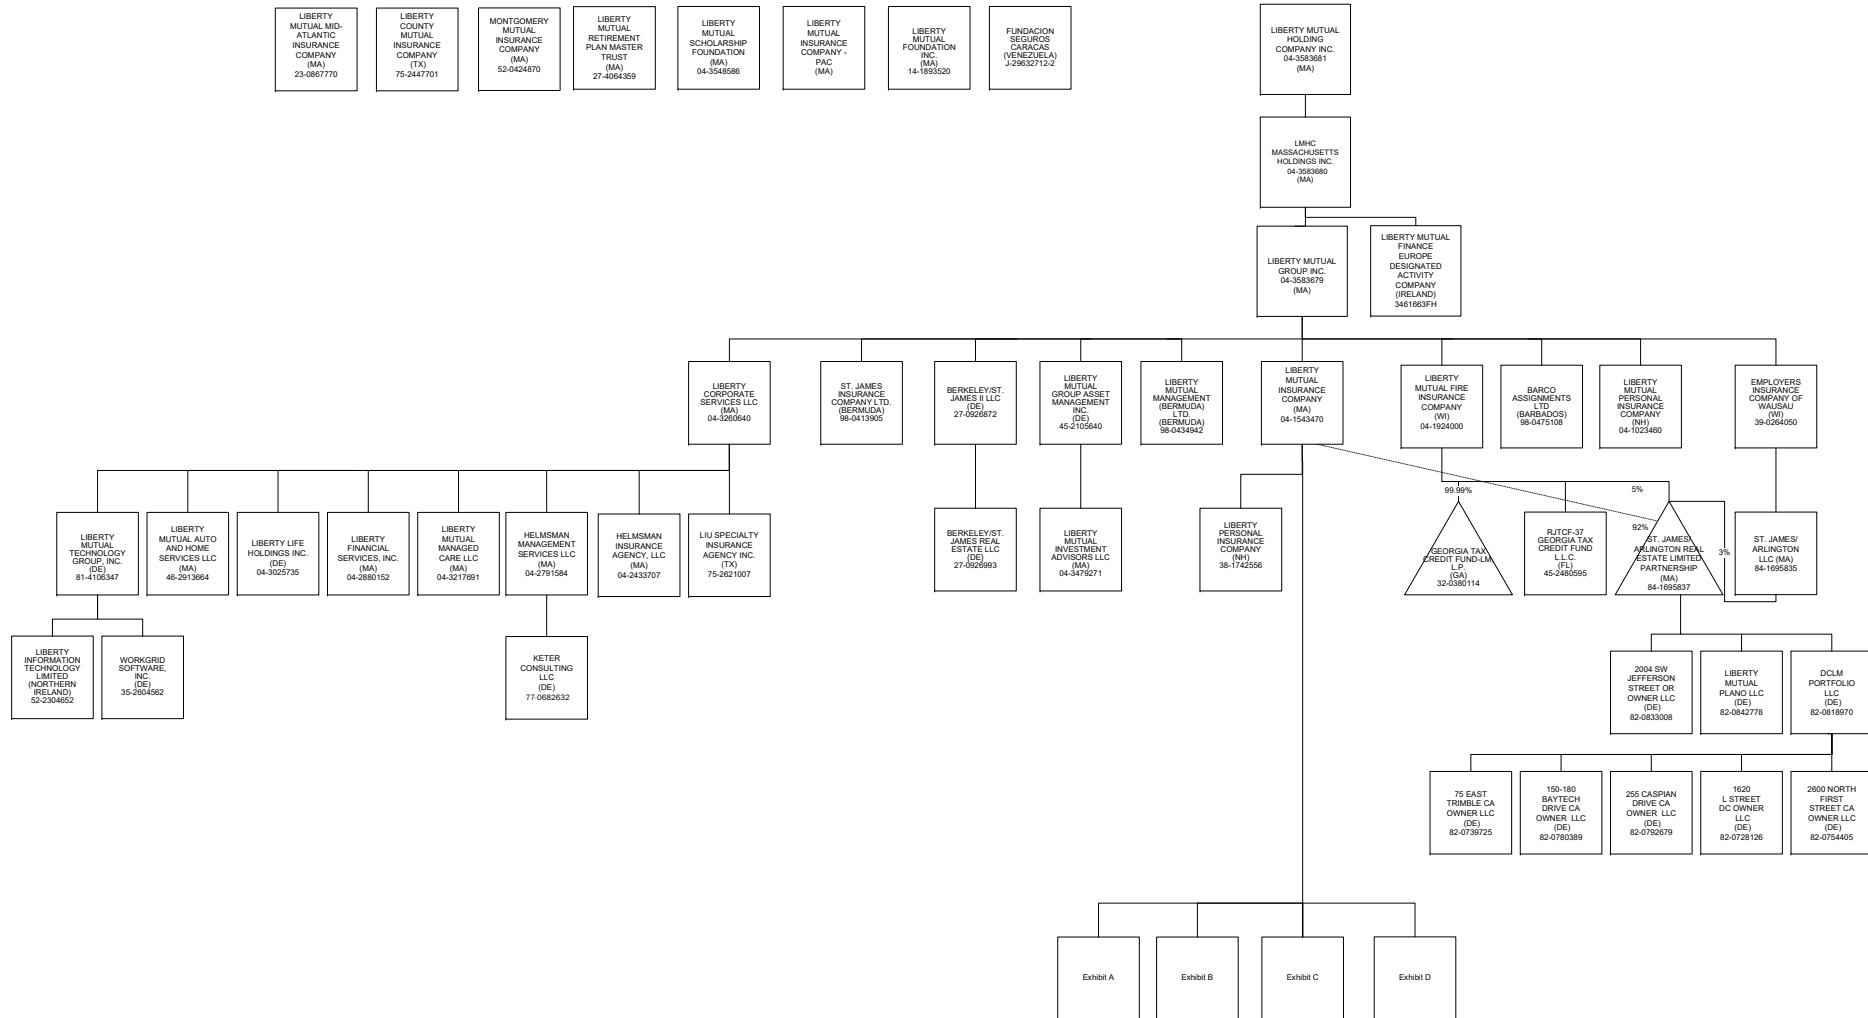 LIBERTY
MUTUAL MID-
ATLANTIC
INSURANCE
COMPANY
(MA)
23-0867770
LIBERTY
COUNTY
MUTUAL
INSURANCE
COMPANY
(TX)
75-2447701
MONTGOMERY
MUTUAL
INSURANCE
COMPANY
(MA)
52-0424870
LIBERTY
MUTUAL
RETIREMENT
PLAN MASTER
TRUST
(MA)
27-4064359
LIBERTY
MUTUAL
SCHOLARSHIP
FOUNDATION
(MA)
04-3548586
LIBERTY
MUTUAL
INSURANCE
COMPANY -
PAC
(MA)
LIBERTY
MUTUAL
FOUNDATION
INC.
(MA)
14-1893520
FUNDACION
SEGUROS
CARACAS
(VENEZUELA)
J-29632712-2
LIBERTY MUTUAL
HOLDING
COMPANY INC.
04-3583681
(MA)
LMHC
MASSACHUSETTS
HOLDINGS INC.
04-3583680
(MA)
LIBERTY MUTUAL
GROUP INC.
04-3583679
(MA)
LIBERTY MUTUAL
FINANCE
EUROPE
DESIGNATED
ACTIVITY
COMPANY
(IRELAND)
3461663FH
LIBERTY
CORPORATE
SERVICES LLC
(MA)
04-3260640
ST. JAMES
INSURANCE
COMPANY LTD.
(BERMUDA)
98-0413905
BERKELEY/ST.
JAMES II LLC
(DE)
27-0926872
LIBERTY
MUTUAL
GROUP ASSET
MANAGEMENT
INC.
(DE)
45-2105640
LIBERTY
MUTUAL
MANAGEMENT
(BERMUDA)
LTD.
(BERMUDA)
98-0434942
LIBERTY
MUTUAL
INSURANCE
COMPANY
(MA)
04-1543470
LIBERTY
MUTUAL FIRE
INSURANCE
COMPANY
(WI)
04-1924000
BARCO
ASSIGNMENTS
LTD
(BARBADOS)
98-0475108
LIBERTY
MUTUAL
PERSONAL
INSURANCE
COMPANY
(NH)
04-1023460
EMPLOYERS
INSURANCE
COMPANY OF
WAUSAU
(WI)
39-0264050
99.99%
5%
92%
3%
LIBERTY
MUTUAL
TECHNOLOGY
GROUP, INC.
(DE)
81-4106347
LIBERTY
MUTUAL AUTO
AND HOME
SERVICES LLC
(MA)
46-2913664
LIBERTY LIFE
HOLDINGS INC.
(DE)
04-3025735
LIBERTY
FINANCIAL
SERVICES, INC.
(MA)
04-2880152
LIBERTY
MUTUAL
MANAGED
CARE LLC
(MA)
04-3217691
HELMSMAN
MANAGEMENT
SERVICES LLC
(MA)
04-2791584
HELMSMAN
INSURANCE
AGENCY, LLC
(MA)
04-2433707
LIU SPECIALTY
INSURANCE
AGENCY INC.
(TX)
75-2621007
BERKELEY/ST.
JAMES REAL
ESTATE LLC
(DE)
27-0926993
LIBERTY
MUTUAL
INVESTMENT
ADVISORS LLC
(MA)
04-3479271
LIBERTY
PERSONAL
INSURANCE
COMPANY
(NH)
38-1742556
GEORGIA TAX
CREDIT FUND-LM,
L.P.
(GA)
32-0380114
RJTCF-37
GEORGIA TAX
CREDIT FUND
L.L.C.
(FL)
45-2480595
ST. JAMES/
ARLINGTON REAL
ESTATE LIMITED
PARTNERSHIP
(MA)
84-1695837
ST. JAMES/
ARLINGTON
LLC (MA)
84-1695835
LIBERTY
INFORMATION
TECHNOLOGY
LIMITED
(NORTHERN
IRELAND)
52-2304652
WORKGRID
SOFTWARE,
INC.
(DE)
35-2604562
KETER
CONSULTING
LLC
(DE)
77-0682632
2004 SW
JEFFERSON
STREET OR
OWNER LLC
(DE)
82-0833008
LIBERTY
MUTUAL
PLANO LLC
(DE)
82-0842778
DCLM
PORTFOLIO
LLC
(DE)
82-0818970
75 EAST
TRIMBLE CA
OWNER LLC
(DE)
82-0739725
150-180
BAYTECH
DRIVE CA
OWNER LLC
(DE)
82-0780389
255 CASPIAN
DRIVE CA
OWNER LLC
(DE)
82-0792679
1620
L STREET
DC OWNER
LLC
(DE)
82-0728126
2600 NORTH
FIRST
STREET CA
OWNER LLC
(DE)
82-0754405
Exhibit A
Exhibit B
Exhibit C
Exhibit D